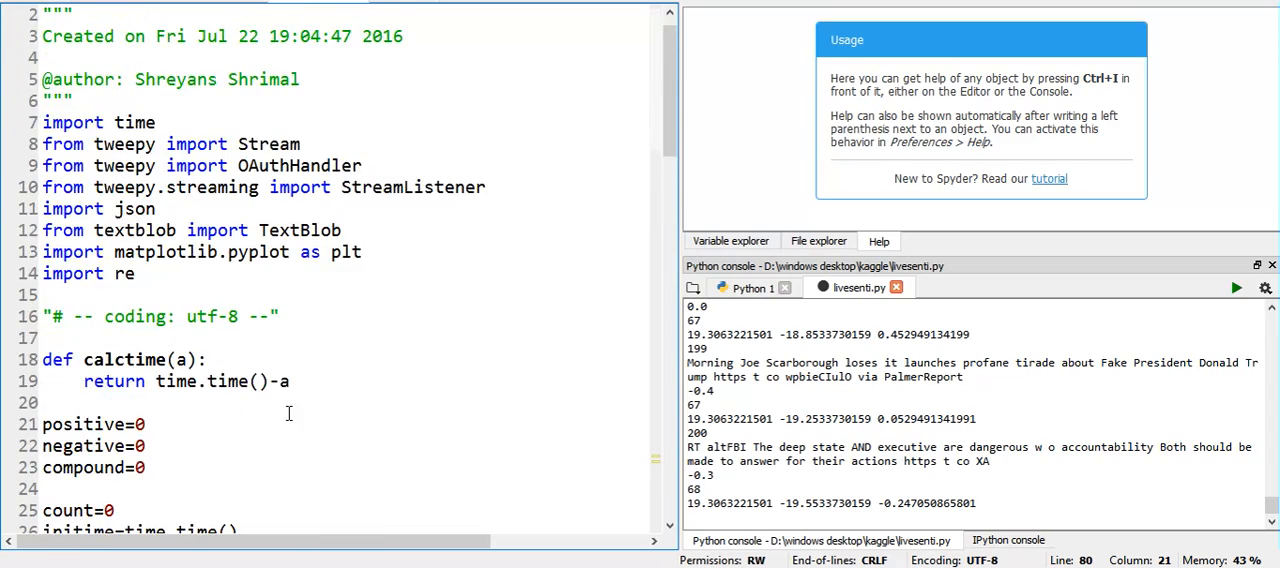 2 """
3 Created on Fri Jul 22 19:04:47 2016
4
5 @author: Shreyans Shrimal
6 """
7 import time
8 from tweepy import Stream
9 from tweepy import OAuthHandler
10 from tweepy.streaming import StreamListener
11 import json
12 from textblob import TextBlob
13 import matplotlib.pyplot as plt
14 import re
15
16 "# -- coding: utf-8 --"
17
18 def calctime(a):
19     return time.time()-a
20
21 positive=0
22 negative=0
23 compound=0
24
25 count=0
26 initime=time.time()
Usage
Here you can get help of any object by pressing Ctrl+I in
front of it, either on the Editor or the Console.
Help can also be shown automatically after writing a left
parenthesis next to an object. You can activate this
behavior in Preferences > Help.
New to Spyder? Read our tutorial
Variable explorer File explorer Help
Python console - D:\windows desktop\kaggle\livesenti.py
Python 1 livesenti.py
0.0
67
19.3063221501 -18.8533730159 0.452949134199
199
Morning Joe Scarborough loses it launches profane tirade about Fake President Donald Tr
ump https t co wpbieCIulO via PalmerReport
-0.4
67
19.3063221501 -19.2533730159 0.0529491341991
200
RT altFBI The deep state AND executive are dangerous w o accountability Both should be
made to answer for their actions https t co XA
-0.3
68
19.3063221501 -19.5533730159 -0.247050865801
Python console - D:\windows desktop\kaggle\livesenti.py IPython console
Permissions: RW End-of-lines: CRLF Encoding: UTF-8 Line: 80 Column: 21 Memory: 43 %